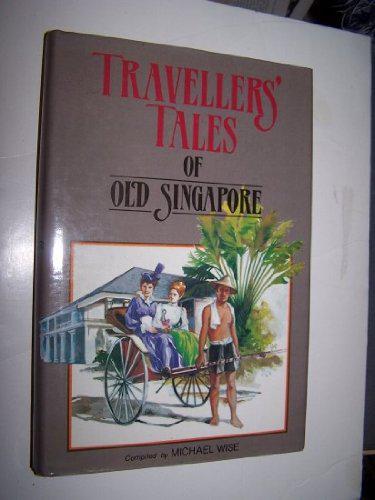 TRAVELLERS'
TALES
OF
OLD SINGAPORE
Compiled by MICHAEL WISE